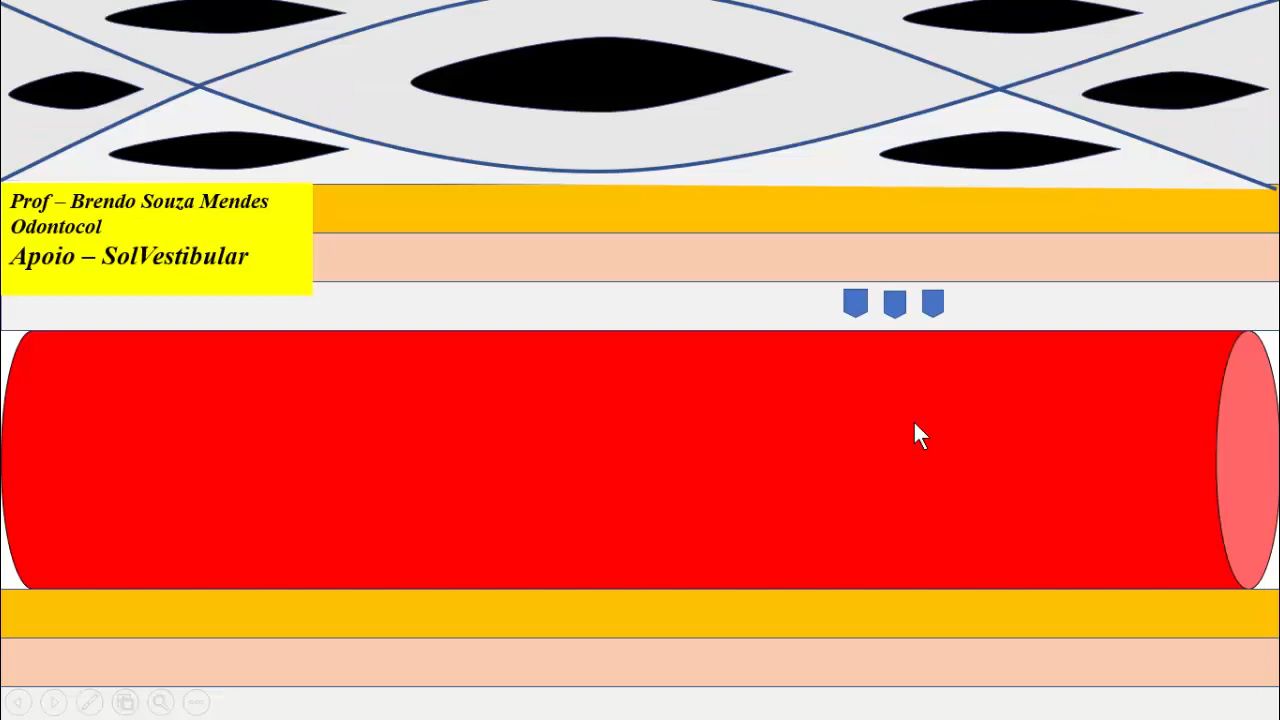 Prof – Brendo Souza Mendes
Odontocol
Apoio – SolVestibular